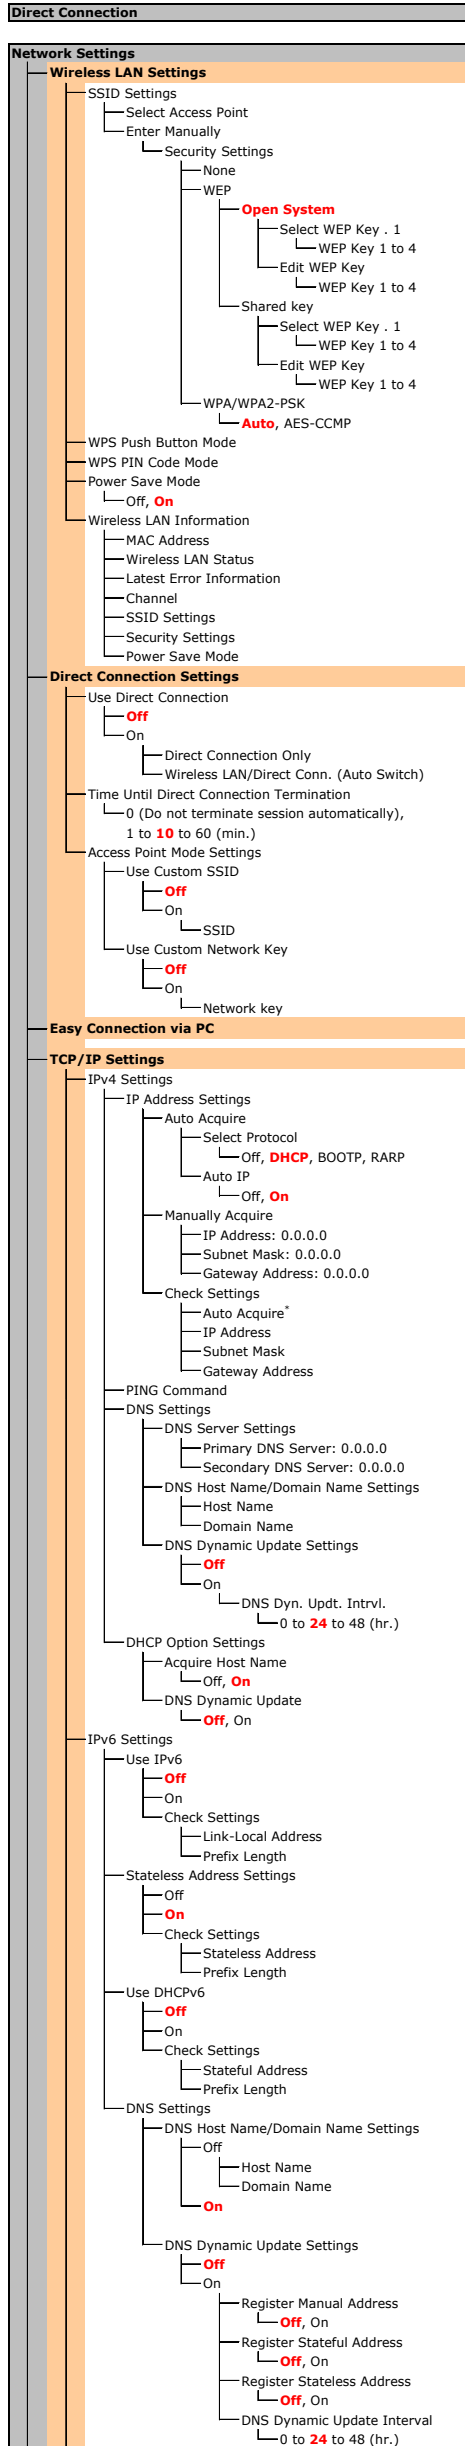 Direct Connection
Network Settings
Wireless LAN Settings
SSID Settings
Select Access Point
Enter Manually
Security Settings
None
WEP
Open System
Select WEP Key . 1
WEP Key 1 to 4
Edit WEP Key
WEP Key 1 to 4
Shared key
Select WEP Key . 1
WEP Key 1 to 4
Edit WEP Key
WEP Key 1 to 4
WPA/WPA2-PSK
Auto, AES-CCMP
WPS Push Button Mode
WPS PIN Code Mode
Power Save Mode
Off, On
Wireless LAN Information
MAC Address
Wireless LAN Status
Latest Error Information
Channel
SSID Settings
Security Settings
Power Save Mode
Direct Connection Settings
Use Direct Connection
Off
On
Direct Connection Only
Wireless LAN/Direct Conn. (Auto Switch)
Time Until Direct Connection Termination
0 (Do not terminate session automatically),
1 to 10 to 60 (min.)
Access Point Mode Settings
Use Custom SSID
Off
On
SSID
Use Custom Network Key
Off
On
Network key
Easy Connection via PC
TCP/IP Settings
IPv4 Settings
IP Address Settings
Auto Acquire
Select Protocol
Off, DHCP, BOOTP, RARP
Auto IP
Off, On
Manually Acquire
IP Address: 0.0.0.0
Subnet Mask: 0.0.0.0
Gateway Address: 0.0.0.0
Check Settings
Auto Acquire*
IP Address
Subnet Mask
Gateway Address
PING Command
DNS Settings
DNS Server Settings
Primary DNS Server: 0.0.0.0
Secondary DNS Server: 0.0.0.0
DNS Host Name/Domain Name Settings
Host Name
Domain Name
DNS Dynamic Update Settings
Off
On
DNS Dyn. Updt. Intrvl.
0 to 24 to 48 (hr.)
DHCP Option Settings
Acquire Host Name
Off, On
DNS Dynamic Update
Off, On
IPv6 Settings
Use IPv6
Off
On
Check Settings
Link-Local Address
Prefix Length
Stateless Address Settings
Off
On
Check Settings
Stateless Address
Prefix Length
Use DHCPv6
Off
On
Check Settings
Stateful Address
Prefix Length
DNS Settings
DNS Host Name/Domain Name Settings
Off
Host Name
Domain Name
On
DNS Dynamic Update Settings
Off
On
Register Manual Address
Off, On
Register Stateful Address
Off, On
Register Stateless Address
Off, On
DNS Dynamic Update Interval
0 to 24 to 48 (hr.)